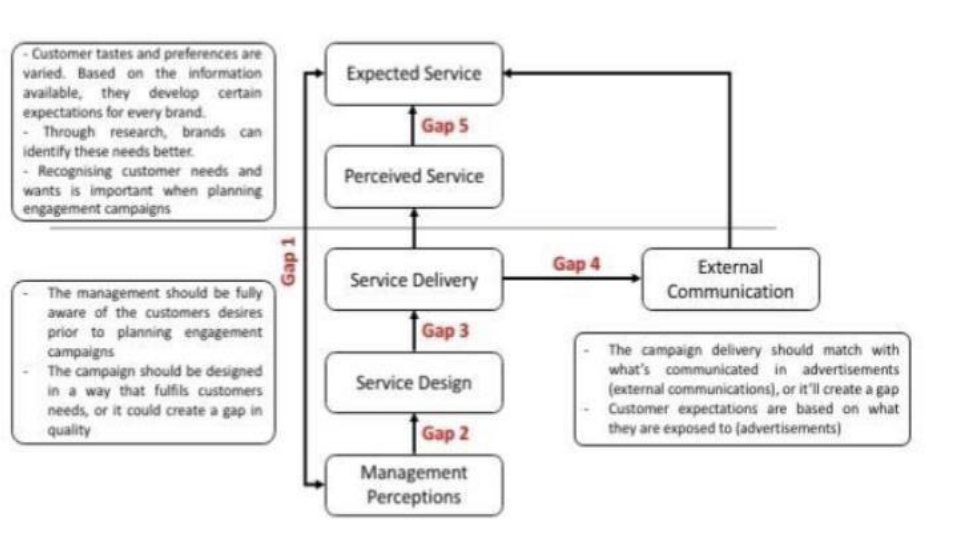 - Customer tastes and preferences are
varied. Based on the information
available, they develop certain
expectations for every brand.
- Through research, brands can
identify these needs better.
- Recognising customer needs and
wants is important when planning
engagement campaigns
Expected Service
Gap 5
Perceived Service
Gap 1
Service Delivery
Gap 4
External
Communication
Gap 3
Service Design
Gap 2
Management
Perceptions
- The management should be fully
aware of the customers desires
prior to planning engagement
campaigns
- The campaign should be designed
in a way that fulfils customers
needs, or it could create a gap in
quality
- The campaign delivery should match with
what's communicated in advertisements
(external communications), or it'll create a gap
- Customer expectations are based on what
they are exposed to (advertisements)